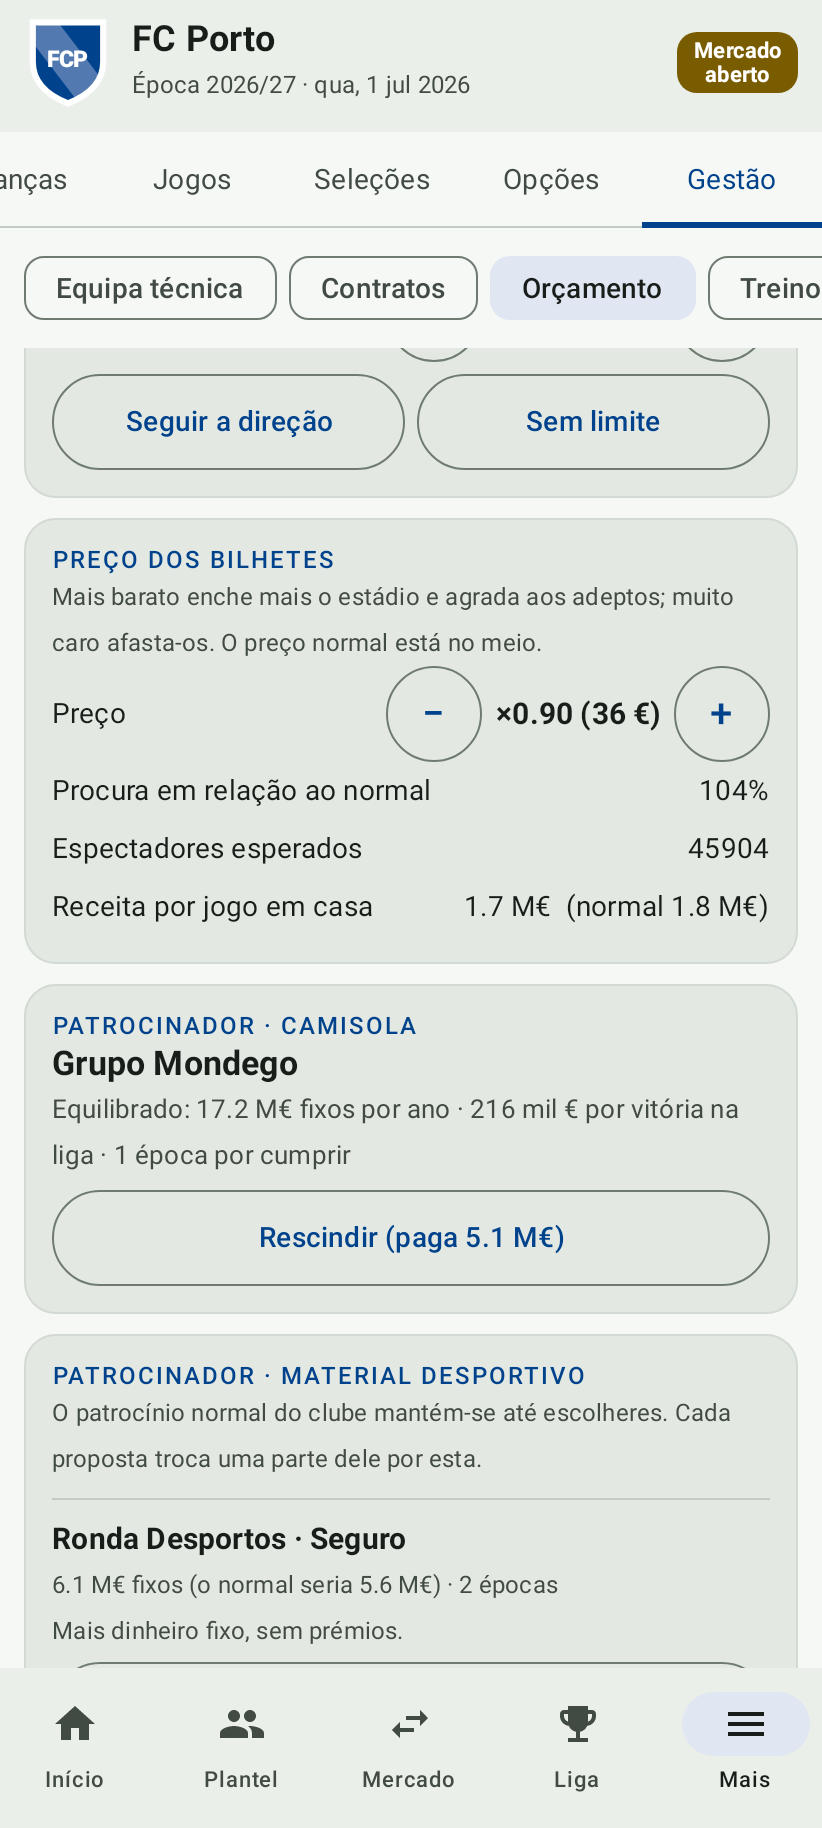 FCP
FC Porto
Época 2026/27 · qua, 1 jul 2026
Mercado
aberto
anças
Jogos
Seleções
Opções
Gestão
Equipa técnica
Contratos
Orçamento
Treino
Seguir a direção
Sem limite
PREÇO DOS BILHETES
Mais barato enche mais o estádio e agrada aos adeptos; muito
caro afasta-os. O preço normal está no meio.
Preço − ×0.90 (36 €) +
Procura em relação ao normal 104%
Espectadores esperados 45904
Receita por jogo em casa 1.7 M€ (normal 1.8 M€)
PATROCINADOR · CAMISOLA
Grupo Mondego
Equilibrado: 17.2 M€ fixos por ano · 216 mil € por vitória na
liga · 1 época por cumprir
Rescindir (paga 5.1 M€)
PATROCINADOR · MATERIAL DESPORTIVO
O patrocínio normal do clube mantém-se até escolheres. Cada
proposta troca uma parte dele por esta.
Ronda Desportos · Seguro
6.1 M€ fixos (o normal seria 5.6 M€) · 2 épocas
Mais dinheiro fixo, sem prémios.
Início
Plantel
Mercado
Liga
Mais